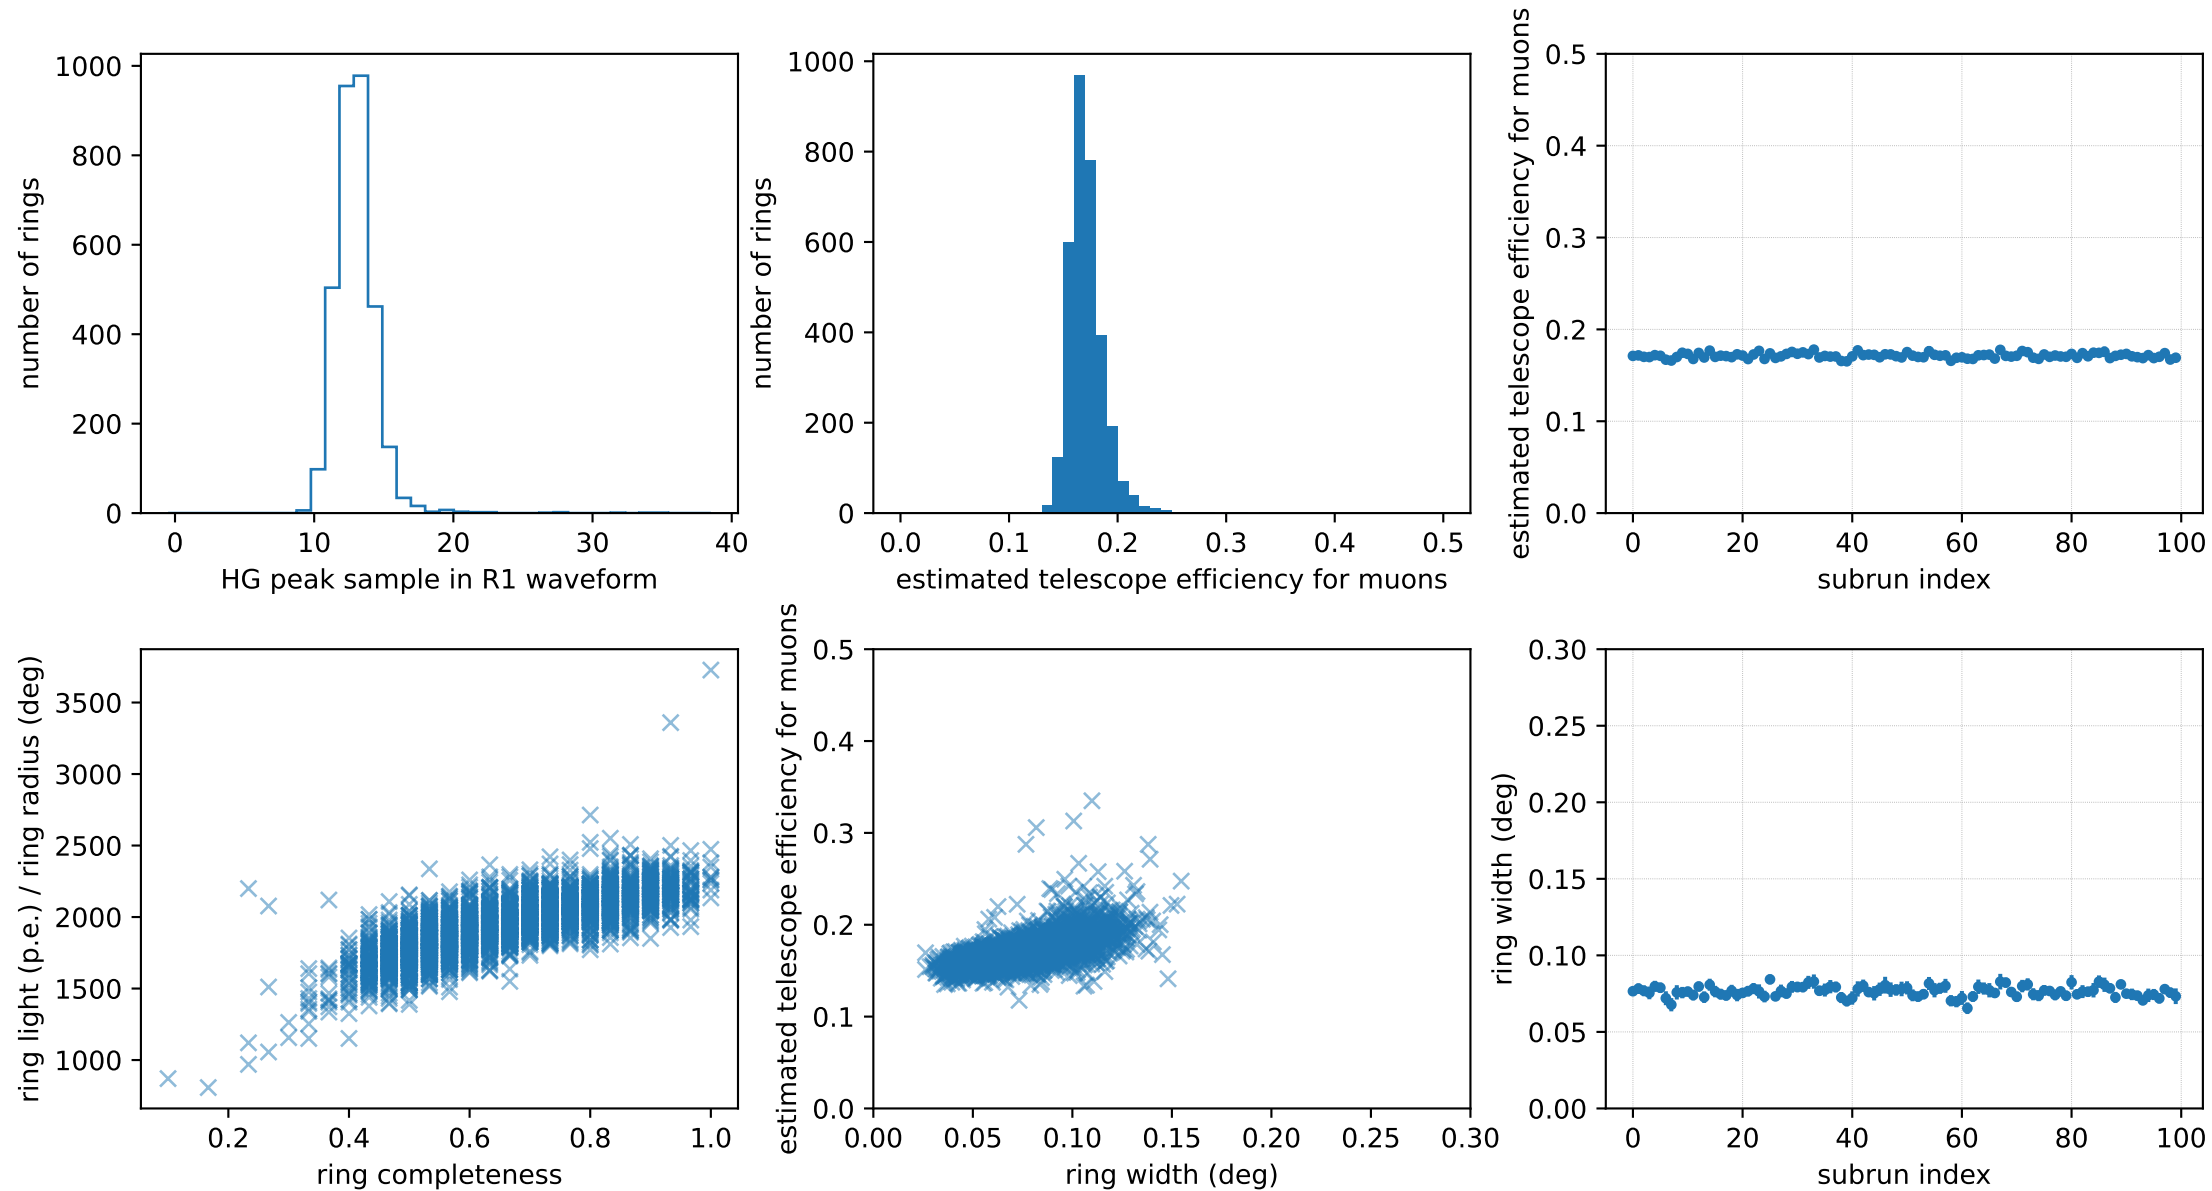 1000
800
600
400
200
0
number of rings
0 10 20 30 40
HG peak sample in R1 waveform
1000
800
600
400
200
0
number of rings
0.0 0.1 0.2 0.3 0.4 0.5
estimated telescope efficiency for muons
0.5
0.4
0.3
0.2
0.1
0.0
estimated telescope efficiency for muons
0 20 40 60 80 100
subrun index
3500
3000
2500
2000
1500
1000
ring light (p.e.) / ring radius (deg)
0.2 0.4 0.6 0.8 1.0
ring completeness
0.5
0.4
0.3
0.2
0.1
0.0
estimated telescope efficiency for muons
0.00 0.05 0.10 0.15 0.20 0.25 0.30
ring width (deg)
0.30
0.25
0.20
0.15
0.10
0.05
0.00
ring width (deg)
0 20 40 60 80 100
subrun index